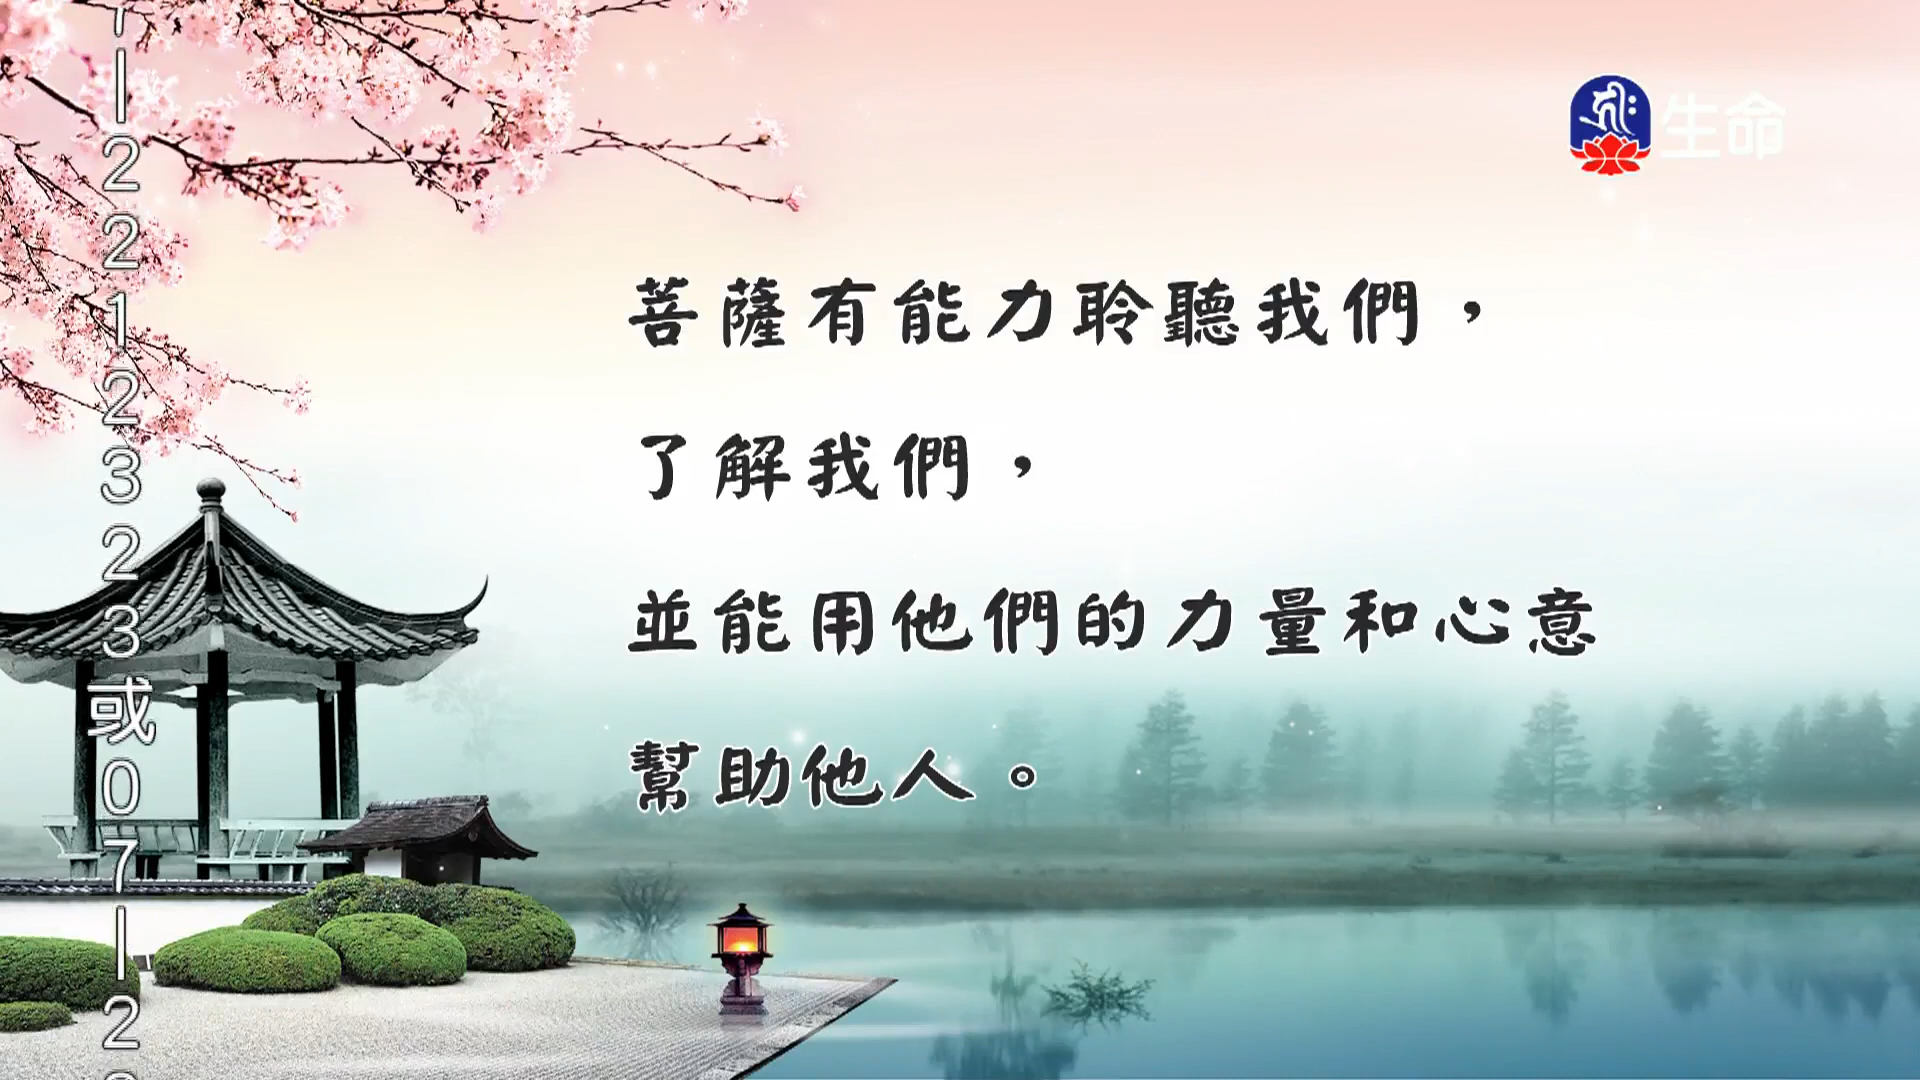 生命
菩薩有能力聆聽我們，
了解我們，
並能用他們的力量和心意
幫助他人。
-22123323或07-2